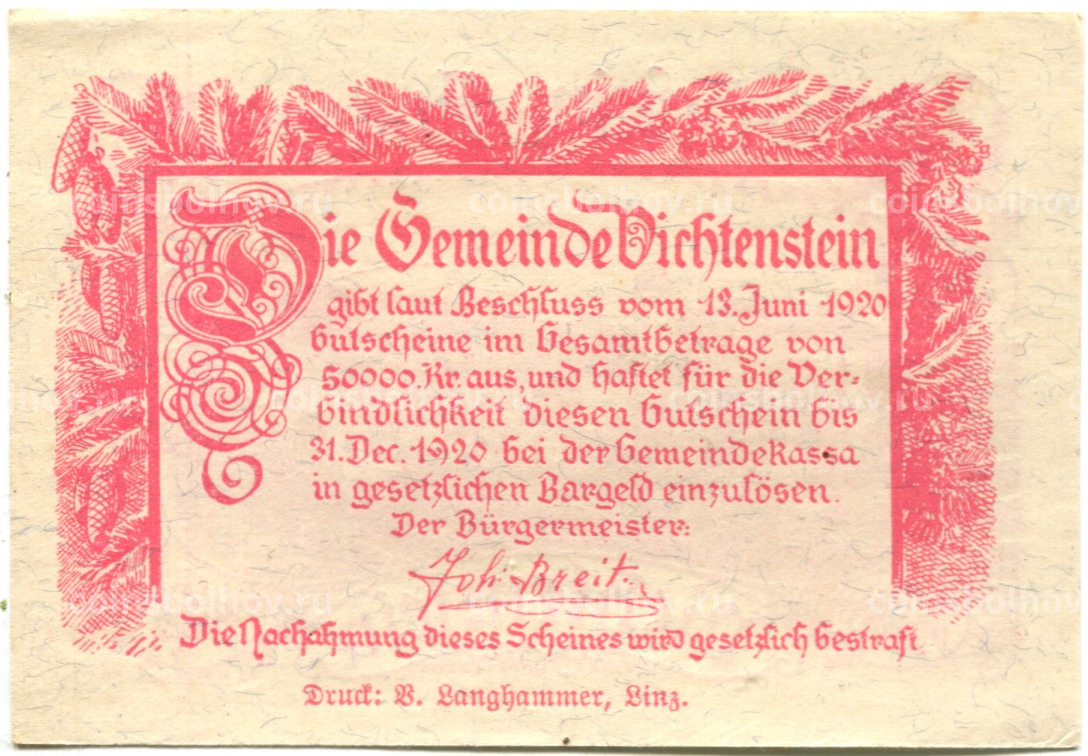 Die Gemeinde Vichtenstein
gibt laut Beschluss vom 13. Juni 1920
Gutscheine im Gesamtbetrage von
50000. Kr. aus, und haftet für die Ver-
bindlichkeit diesen Gutschein bis
31. Dec. 1920 bei der Gemeindekassa
in gesetzlichen Bargeld einzulösen.
Der Bürgermeister:
Joh. Breit.
Die Nachahmung dieses Scheines wird gesetzlich bestraft
Druck: V. Langhammer, Linz.
coinsbolhov.ru